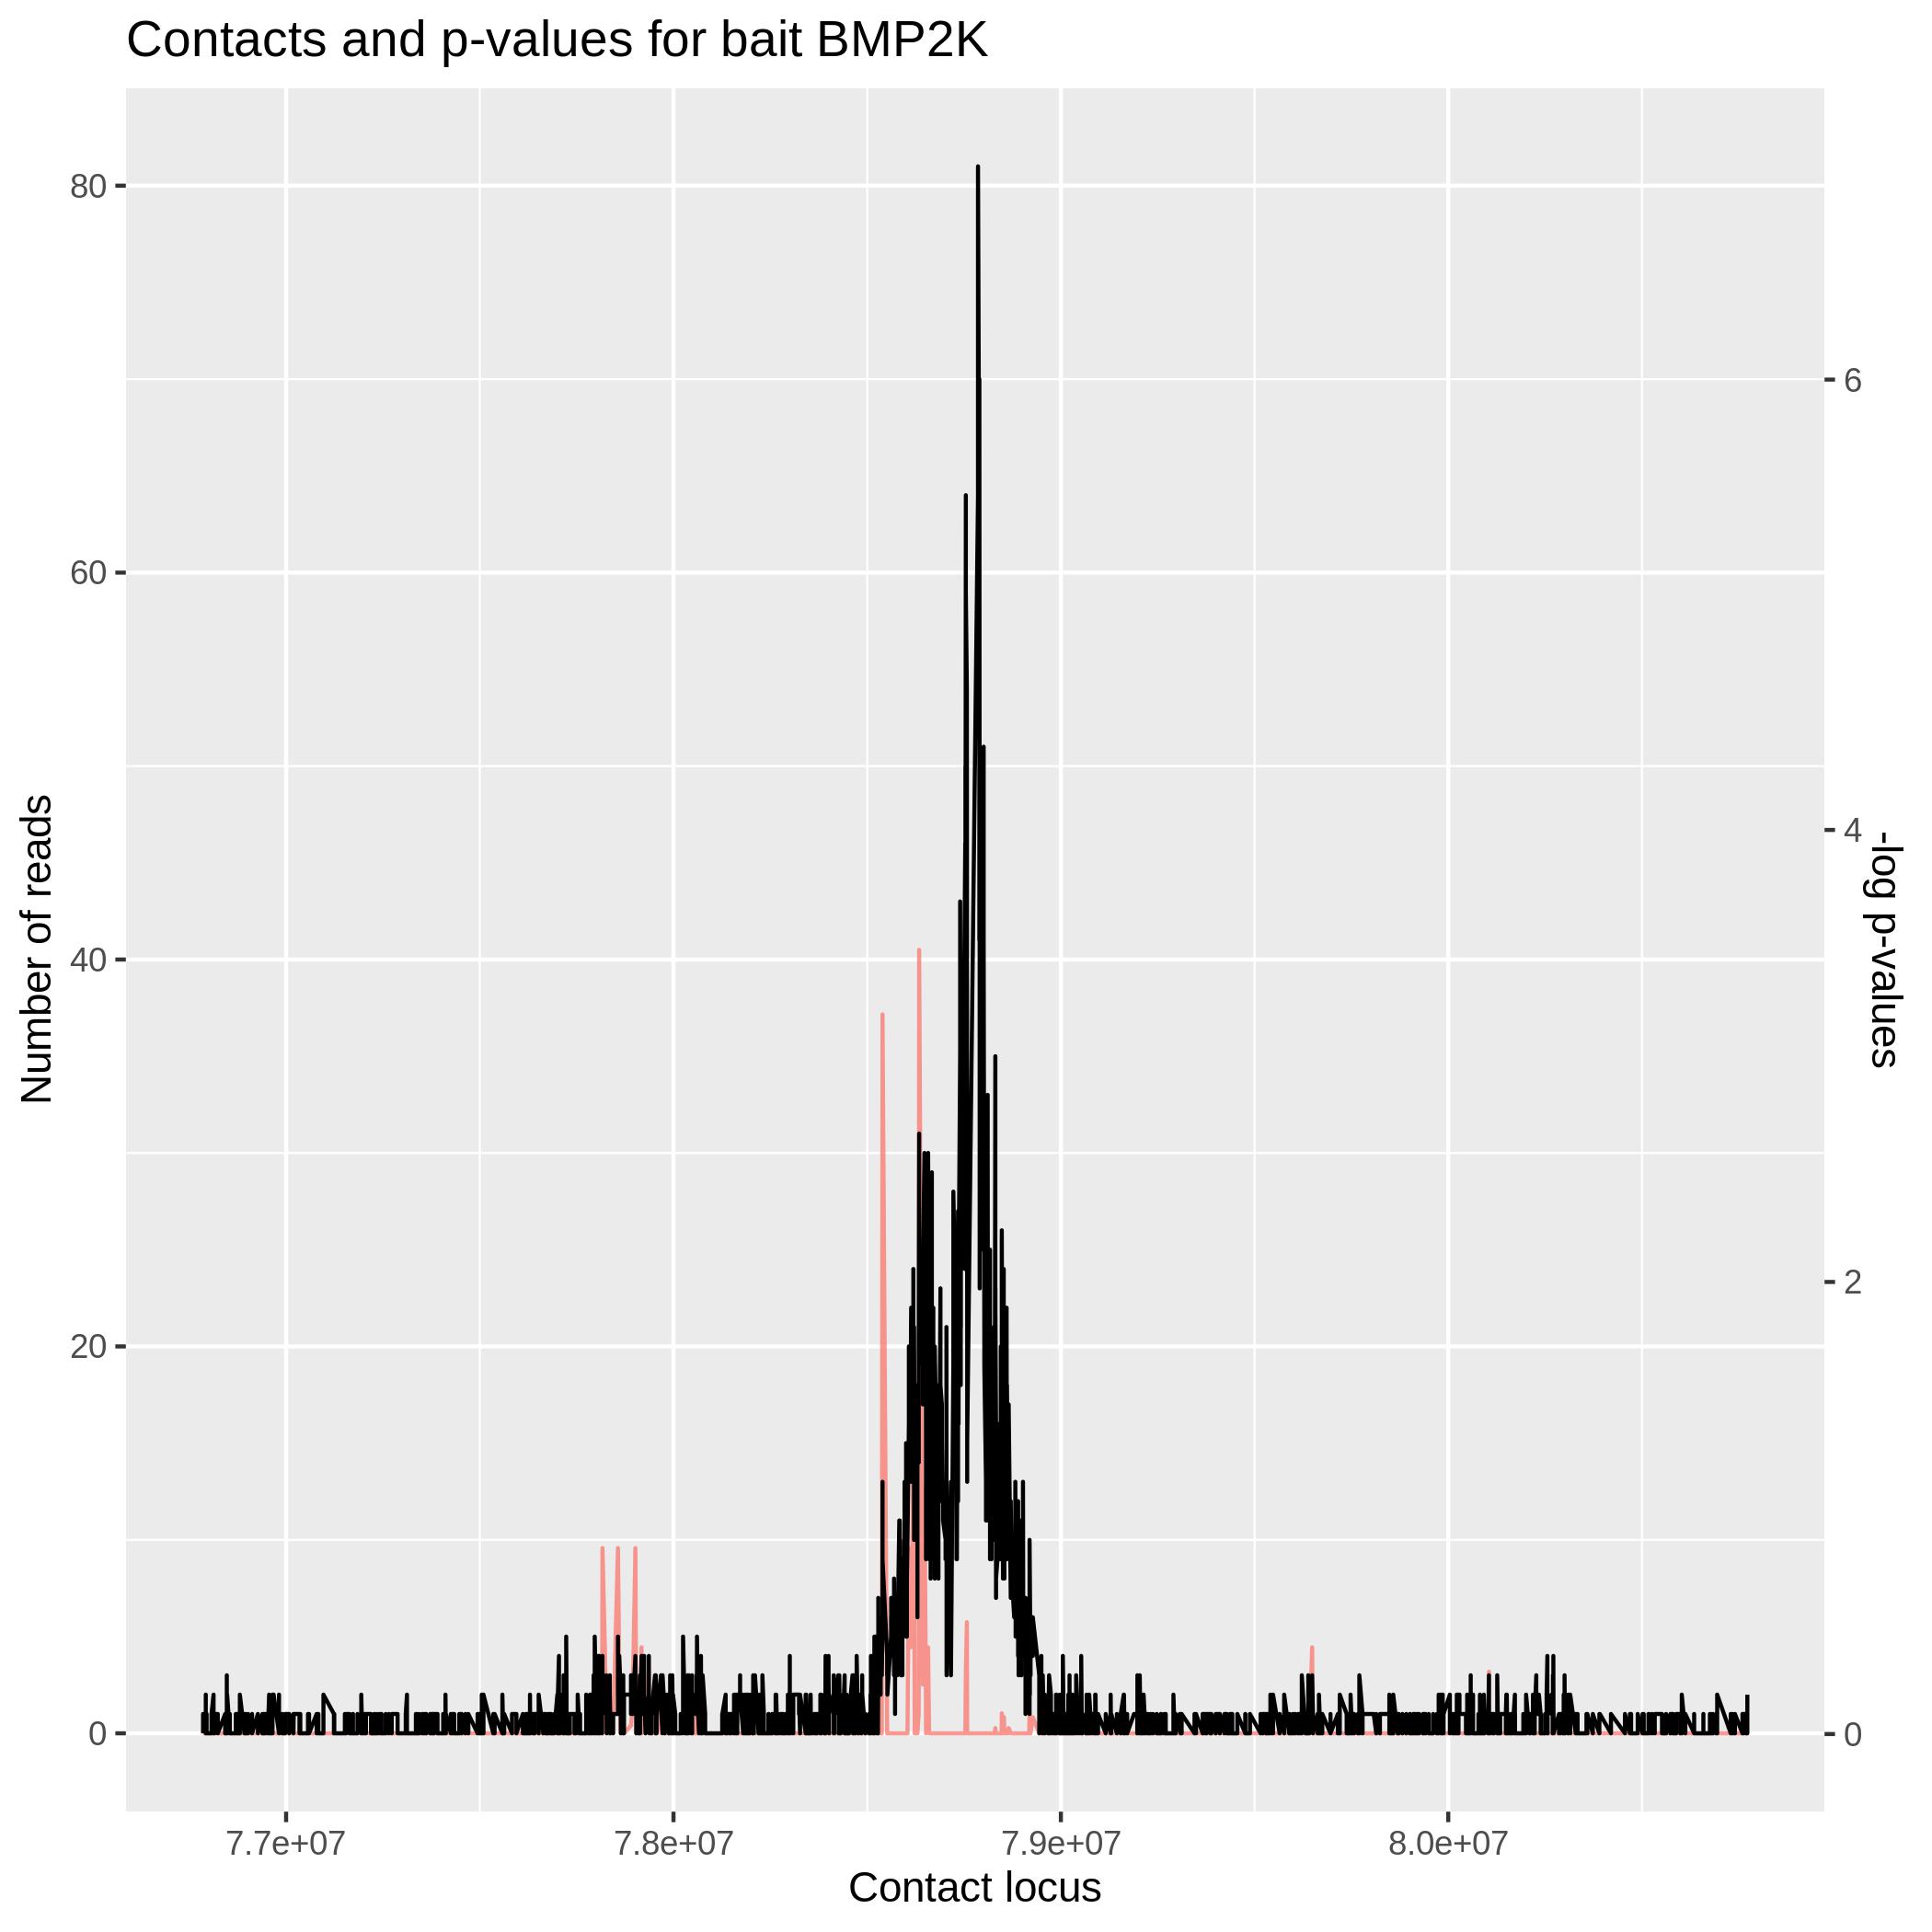 Contacts and p-values for bait BMP2K
Number of reads
80
60
40
20
0
6
4
2
0
-log p-values
7.7e+07
7.8e+07
7.9e+07
8.0e+07
Contact locus